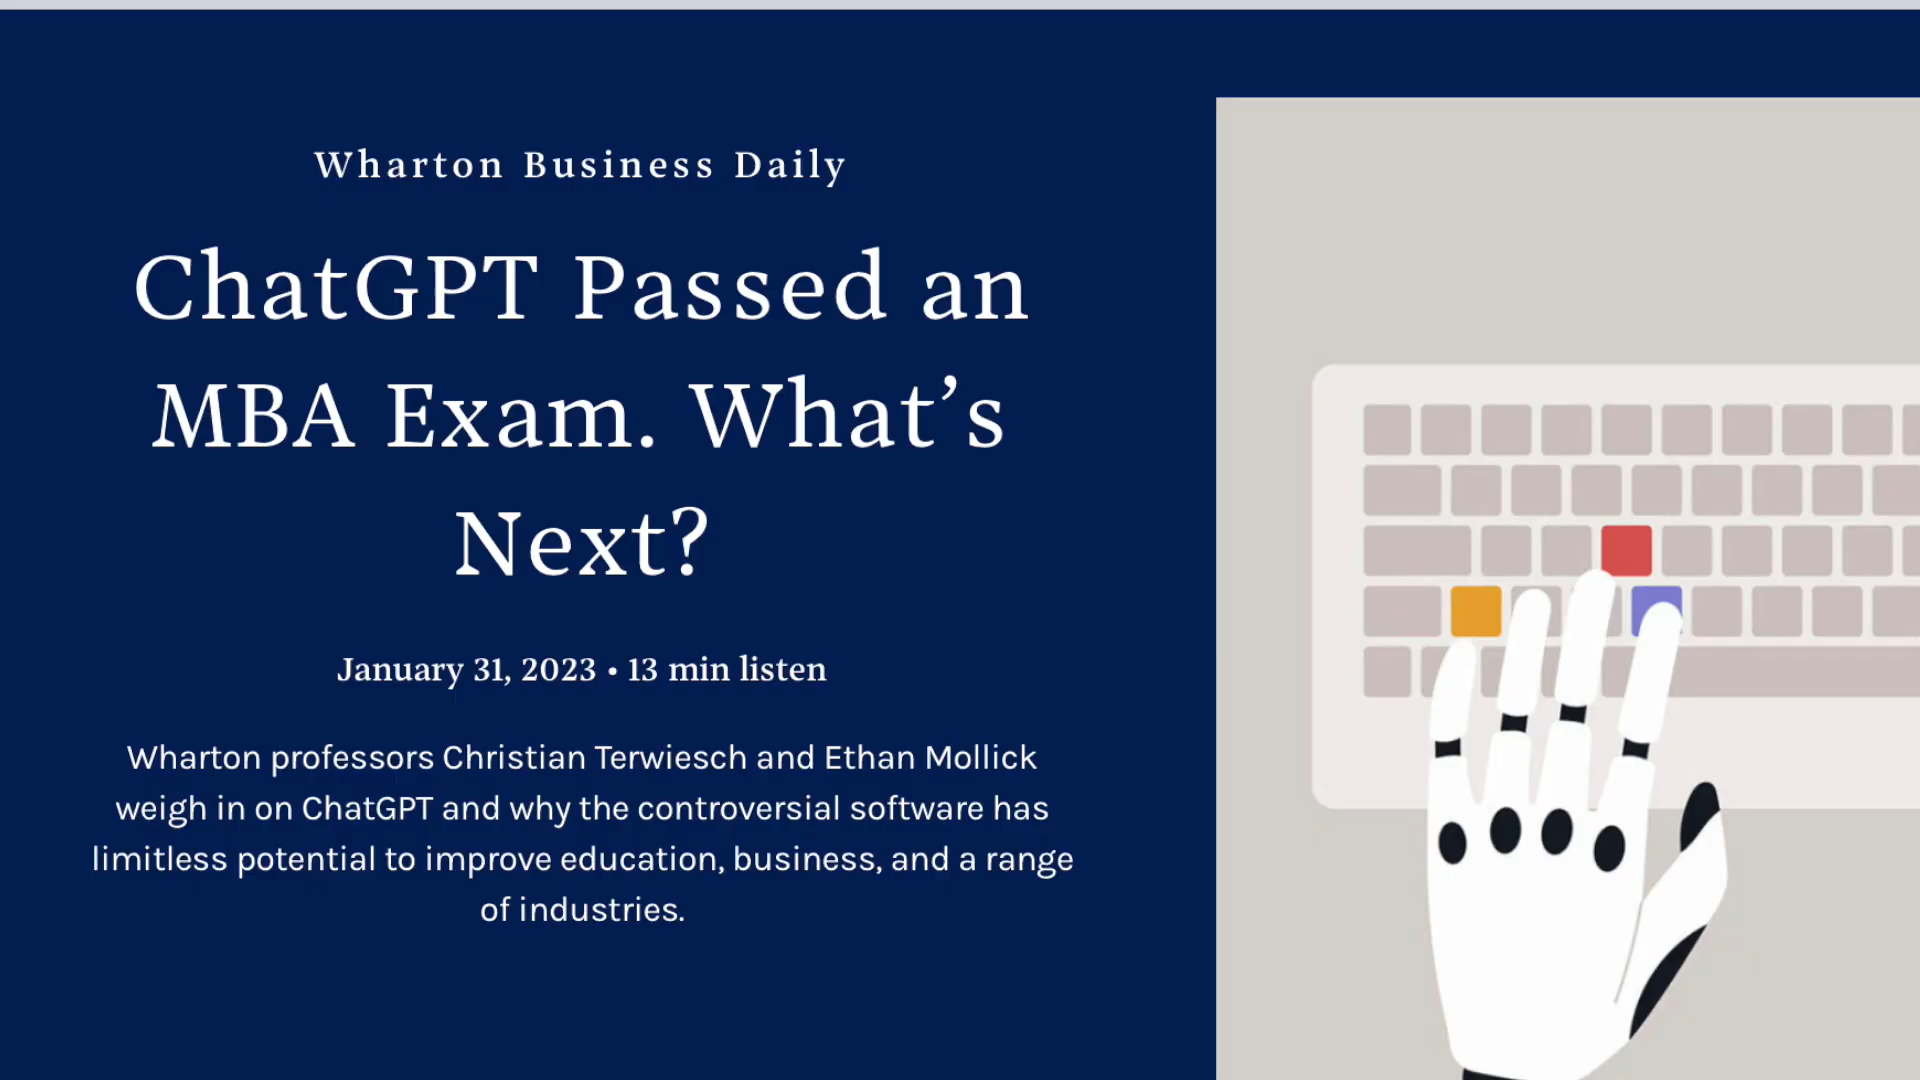 Wharton Business Daily
ChatGPT Passed an
MBA Exam. What’s
Next?
January 31, 2023 • 13 min listen
Wharton professors Christian Terwiesch and Ethan Mollick
weigh in on ChatGPT and why the controversial software has
limitless potential to improve education, business, and a range
of industries.